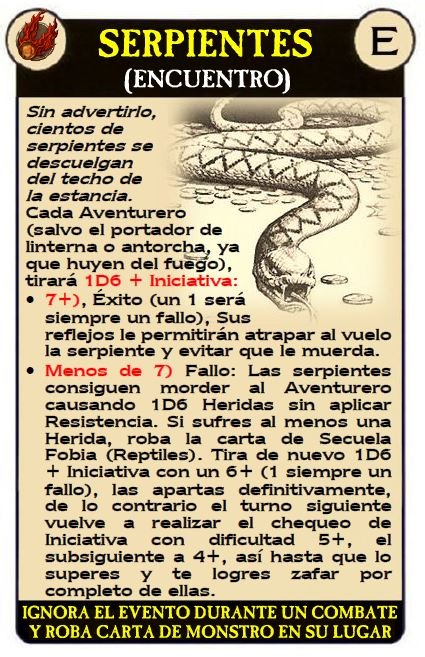 E
SERPIENTES
(ENCUENTRO)
Sin advertirlo,
cientos de
serpientes se
descuelgan
del techo de
la estancia.
Cada Aventurero
(salvo el portador de
linterna o antorcha, ya
que huyen del fuego),
tirará 1D6 + Iniciativa:
• 7+), Éxito (un 1 será
siempre un fallo), Sus
reflejos le permitirán atrapar al vuelo
la serpiente y evitar que le muerda.
• Menos de 7) Fallo: Las serpientes
consiguen morder al Aventurero
causando 1D6 Heridas sin aplicar
Resistencia. Si sufres al menos una
Herida, roba la carta de Secuela
Fobia (Reptiles). Tira de nuevo 1D6
+ Iniciativa con un 6+ (1 siempre un
fallo), las apartas definitivamente,
de lo contrario el turno siguiente
vuelve a realizar el chequeo de
Iniciativa con dificultad 5+, el
subsiguiente a 4+, así hasta que lo
superes y te logres zafar por
completo de ellas.
IGNORA EL EVENTO DURANTE UN COMBATE
Y ROBA CARTA DE MONSTRO EN SU LUGAR